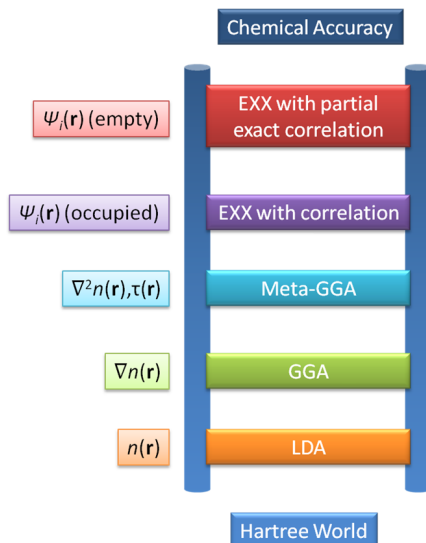 Chemical Accuracy
Ψᵢ(r) (empty)
EXX with partial
exact correlation
Ψᵢ(r) (occupied)
EXX with correlation
∇²n(r),τ(r)
Meta-GGA
∇n(r)
GGA
n(r)
LDA
Hartree World